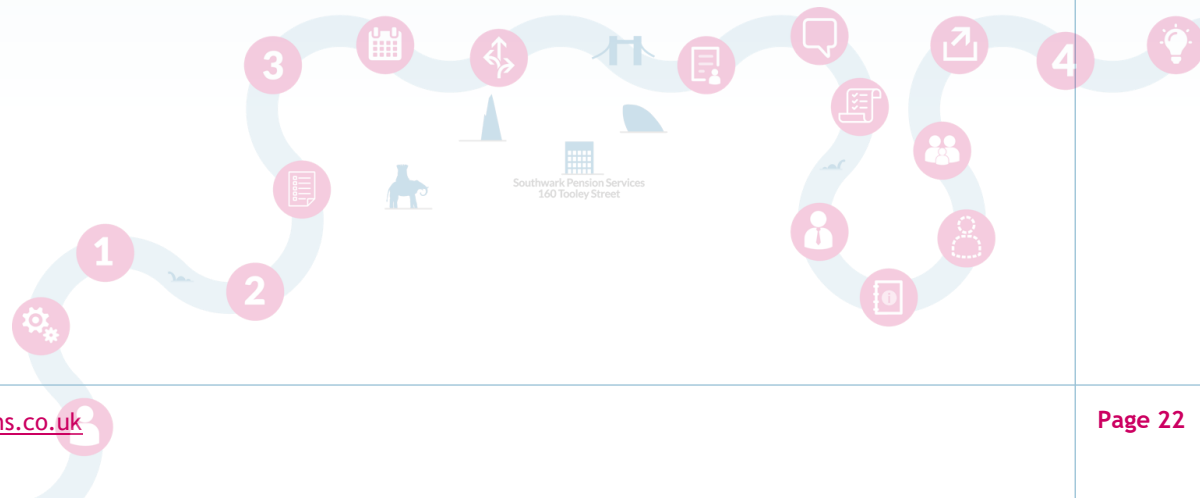 3
4
Southwark Pension Services
160 Tooley Street
1
2
ns.co.uk
Page 22